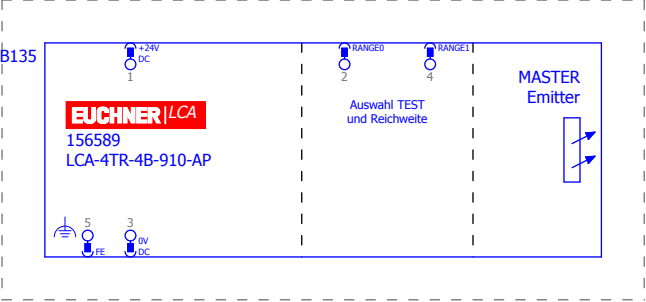 B135
+24V
DC
1
RANGE0
2
RANGE1
4
MASTER
Emitter
Auswahl TEST
und Reichweite
EUCHNER LCA
156589
LCA-4TR-4B-910-AP
5
FE
3
0V
DC